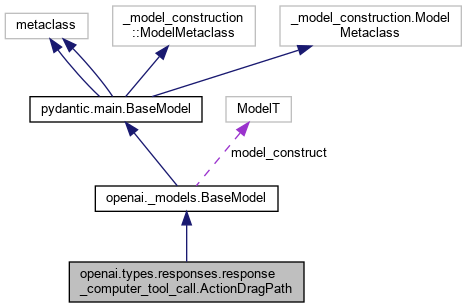 metaclass
_model_construction
::ModelMetaclass
_model_construction.Model
Metaclass
pydantic.main.BaseModel
ModelT
model_construct
openai._models.BaseModel
openai.types.responses.response
_computer_tool_call.ActionDragPath